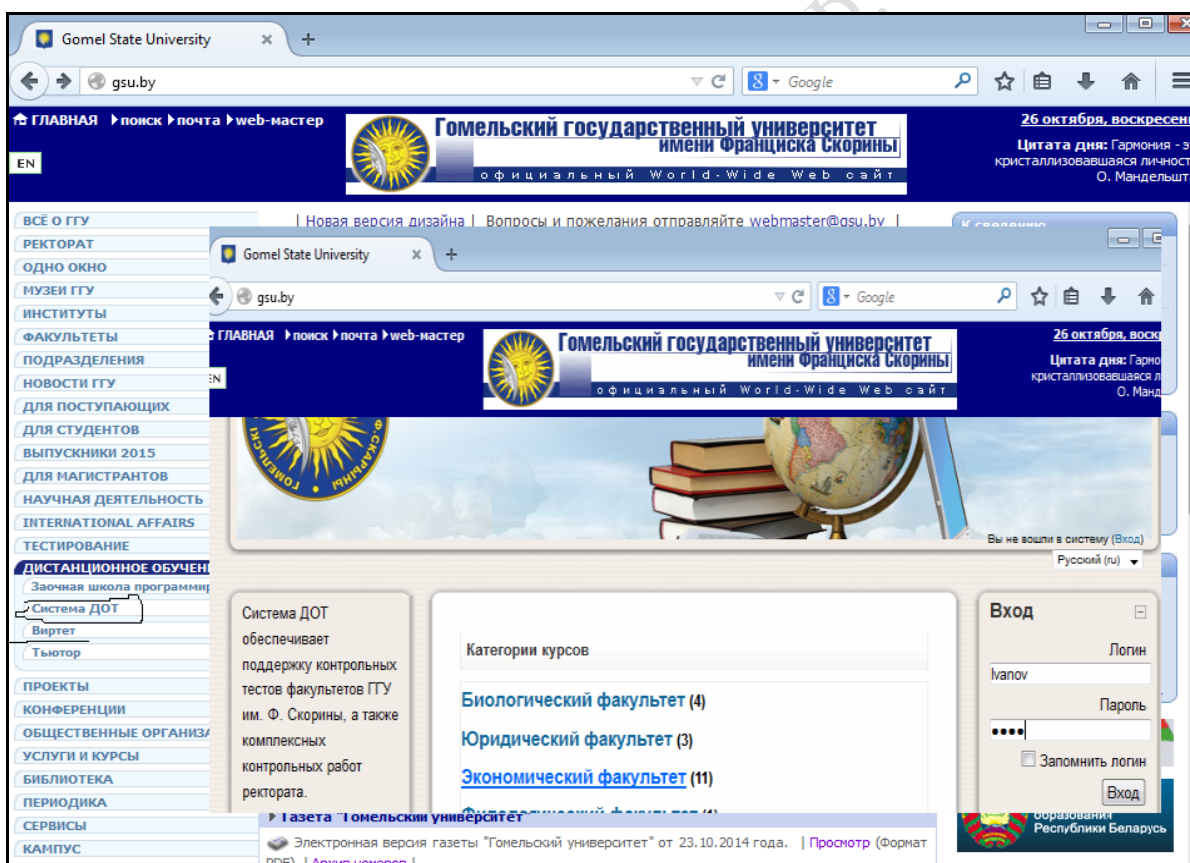 Gomel State University
gsu.by
Google
ГЛАВНАЯ поиск почта web-мастер
EN
Гомельский государственный университет
имени Франциска Скорины
официальный World-Wide Web сайт
26 октября,
Цитата дня: Гармония -
кристаллизовавшаяся
О.
| Новая версия дизайна | Вопросы и пожелания отправляйте webmaster@gsu.by |
К сведению
ВСЁ О ГГУ
РЕКТОРАТ
ОДНО ОКНО
МУЗЕИ ГГУ
ИНСТИТУТЫ
ФАКУЛЬТЕТЫ
ПОДРАЗДЕЛЕНИЯ
НОВОСТИ ГГУ
ДЛЯ ПОСТУПАЮЩИХ
ДЛЯ СТУДЕНТОВ
ВЫПУСКНИКИ 2015
ДЛЯ МАГИСТРАНТОВ
НАУЧНАЯ ДЕЯТЕЛЬНОСТЬ
INTERNATIONAL AFFAIRS
ТЕСТИРОВАНИЕ
ДИСТАНЦИОННОЕ ОБУЧЕНИ
Заочная школа программир
Система ДОТ
Виртет
Тьютор
ПРОЕКТЫ
КОНФЕРЕНЦИИ
ОБЩЕСТВЕННЫЕ ОРГАНИЗА
УСЛУГИ И КУРСЫ
БИБЛИОТЕКА
ПЕРИОДИКА
СЕРВИСЫ
КАМПУС
Gomel State University
gsu.by
Google
ГЛАВНАЯ поиск почта web-мастер
EN
Гомельский государственный университет
имени Франциска Скорины
официальный World-Wide Web сайт
26 октября,
Цитата дня:
кристаллизовавшаяся
О.
Вы не вошли в систему (Вход)
Русский (ru)
Система ДОТ
обеспечивает
поддержку контрольных
тестов факультетов ГГУ
им. Ф. Скорины, а также
комплексных
контрольных работ
ректората.
Категории курсов
Биологический факультет (4)
Юридический факультет (3)
Экономический факультет (11)
Вход
Логин
Ivanov
Пароль
Запомнить логин
Вход
Газета "Гомельский университет"
Электронная версия газеты "Гомельский университет" от 23.10.2014 года. | Просмотр (Формат
образования
Республики Беларусь